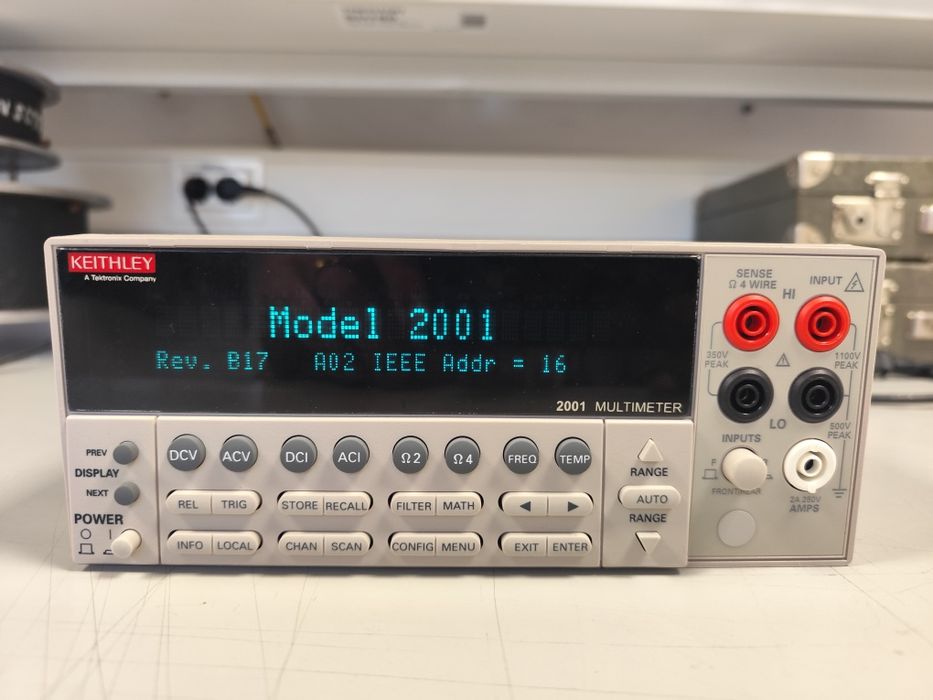 KEITHLEY
A Tektronix Company
Model 2001
Rev. B17 A02 IEEE Addr = 16
2001 MULTIMETER
PREV
DISPLAY
NEXT
POWER
O I
DCV ACV DCI ACI Ω2 Ω4 FREQ TEMP
REL TRIG STORE RECALL FILTER MATH
INFO LOCAL CHAN SCAN CONFIG MENU EXIT ENTER
RANGE
AUTO
RANGE
SENSE
Ω 4 WIRE
INPUT
HI
350V
PEAK
1100V
PEAK
LO
500V
PEAK
INPUTS
F R
FRONT/REAR
2A 250V
AMPS